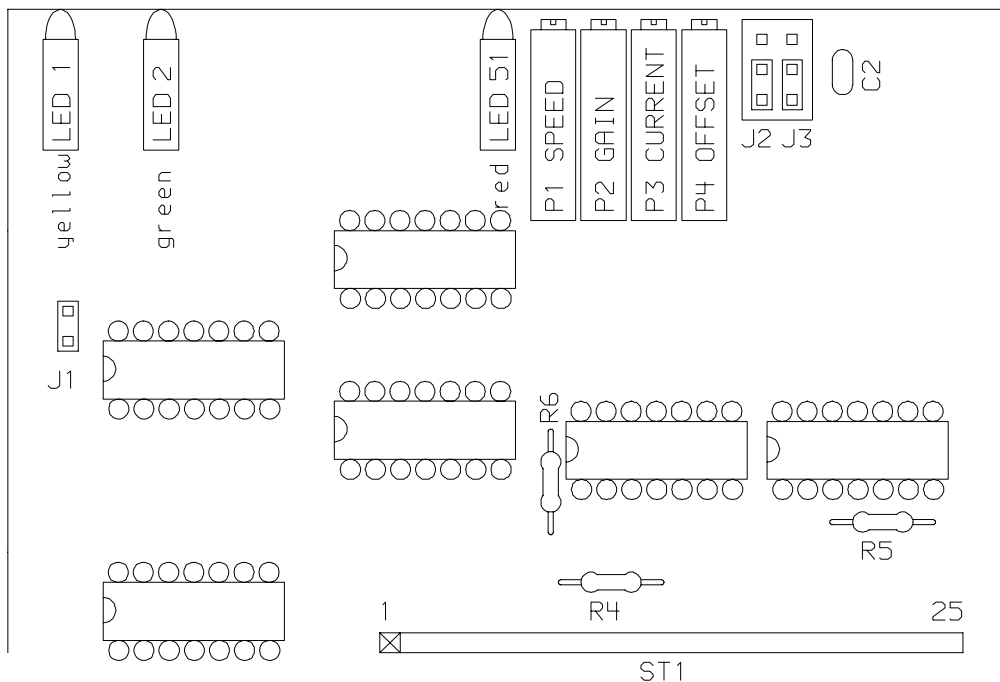 LED 1
yellow
LED 2
green
LED 51
red
P1 SPEED
P2 GAIN
P3 CURRENT
P4 OFFSET
J2 J3
C2
J1
R6
R5
R4
1
25
ST1